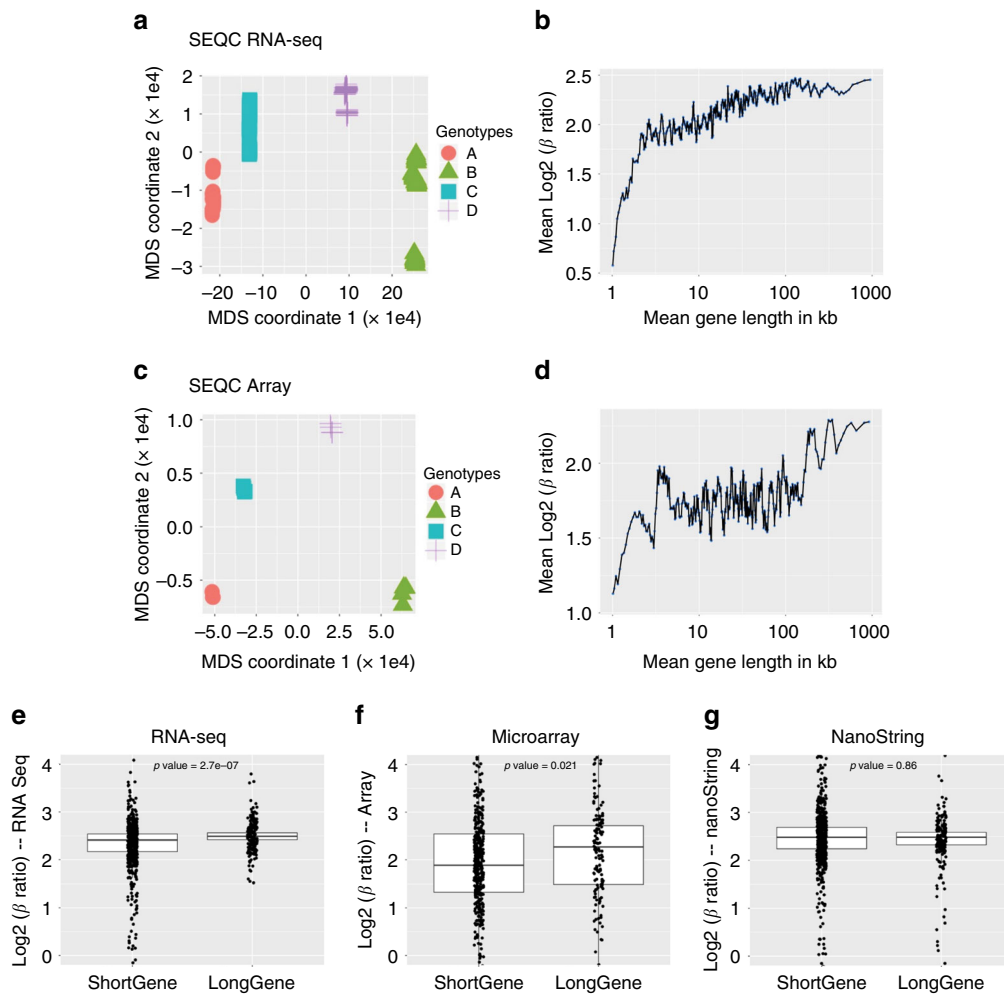 a
SEQC RNA-seq
MDS coordinate 2 (× 1e4)
2
1
0
−1
−2
−3
−20 −10 0 10 20
MDS coordinate 1 (× 1e4)
Genotypes
A
B
C
D
b
Mean Log2 (β ratio)
2.5
2.0
1.5
1.0
0.5
1 10 100 1000
Mean gene length in kb
c
SEQC Array
MDS coordinate 2 (× 1e4)
1.0
0.5
0.0
−0.5
−5.0 −2.5 0.0 2.5 5.0
MDS coordinate 1 (× 1e4)
Genotypes
A
B
C
D
d
Mean Log2 (β ratio)
2.0
1.5
1.0
1 10 100 1000
Mean gene length in kb
e
RNA-seq
p value = 2.7e−07
Log2 (β ratio) -- RNA Seq
4
3
2
1
0
ShortGene LongGene
f
Microarray
p value = 0.021
Log2 (β ratio) -- Array
4
3
2
1
0
ShortGene LongGene
g
NanoString
p value = 0.86
Log2 (β ratio) -- nanoString
4
3
2
1
0
ShortGene LongGene